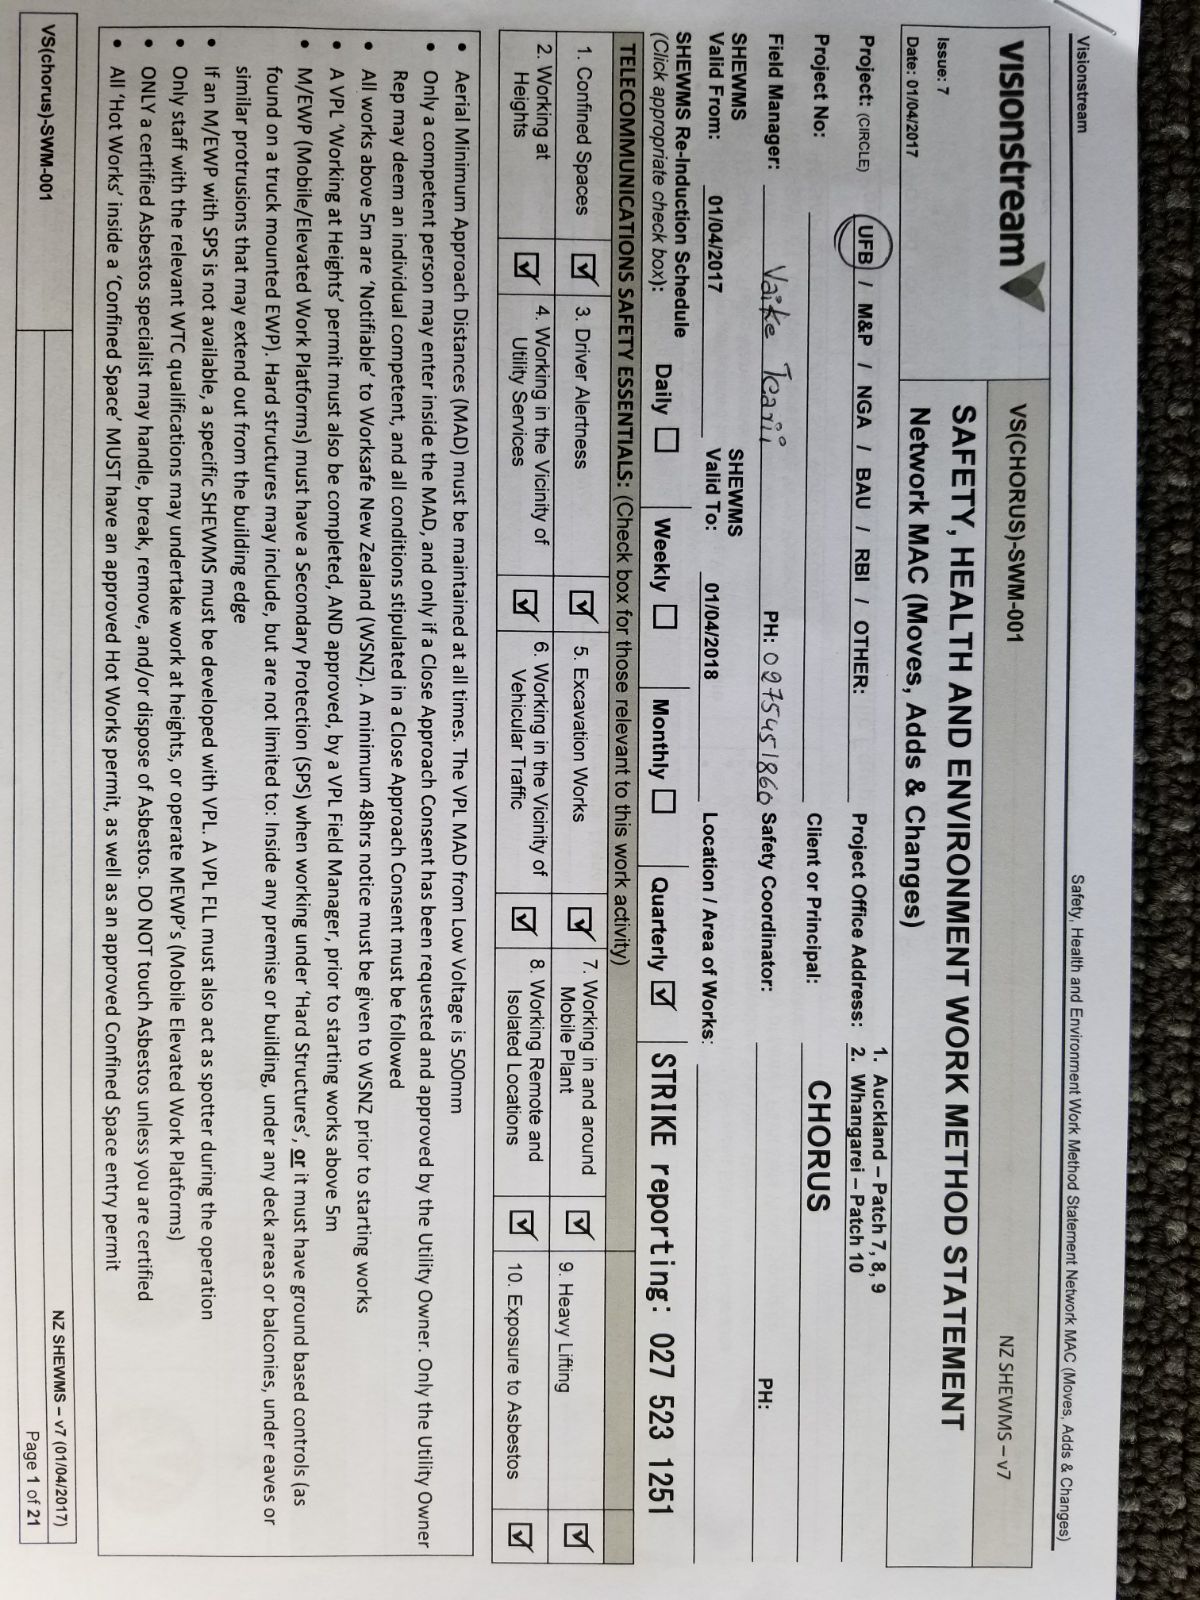 Visionstream
Safety, Health and Environment Work Method Statement Network MAC (Moves, Adds & Changes)
VISIONSTREAM
VS(CHORUS)-SWM-001
NZ SHEWMS – v7
SAFETY, HEALTH AND ENVIRONMENT WORK METHOD STATEMENT
Network MAC (Moves, Adds & Changes)
Issue: 7
Date: 01/04/2017
Project: (CIRCLE) UFB / M&P / NGA / BAU / RBI / OTHER:
Project Office Address: 1. Auckland – Patch 7, 8, 9
2. Whangarei – Patch 10
Project No:
Client or Principal: CHORUS
Field Manager: PH: 0275451860 Safety Coordinator: PH:
SHEWMS
Valid From: 01/04/2017
SHEWMS
Valid To: 01/04/2018
Location / Area of Works:
SHEWMS Re-Induction Schedule
(Click appropriate check box):
Daily ☐ Weekly ☐ Monthly ☐ Quarterly ☑ STRIKE reporting: 027 523 1251
TELECOMMUNICATIONS SAFETY ESSENTIALS: (Check box for those relevant to this work activity)
1. Confined Spaces ☑ 3. Driver Alertness ☑ 5. Excavation Works ☑ 7. Working in and around Mobile Plant ☑ 9. Heavy Lifting ☑
2. Working at Heights ☑ 4. Working in the Vicinity of Utility Services ☑ 6. Working in the Vicinity of Vehicular Traffic ☑ 8. Working Remote and Isolated Locations ☑ 10. Exposure to Asbestos ☑
• Aerial Minimum Approach Distances (MAD) must be maintained at all times. The VPL MAD from Low Voltage is 500mm
• Only a competent person may enter inside the MAD, and only if a Close Approach Consent has been requested and approved by the Utility Owner. Only the Utility Owner
Rep may deem an individual competent, and all conditions stipulated in a Close Approach Consent must be followed
• All works above 5m are 'Notifiable' to Worksafe New Zealand (WSNZ). A minimum 48hrs notice must be given to WSNZ prior to starting works
• A VPL 'Working at Heights' permit must also be completed, AND approved, by a VPL Field Manager, prior to starting works above 5m
• M/EWP (Mobile/Elevated Work Platforms) must have a Secondary Protection (SPS) when working under 'Hard Structures', or it must have ground based controls (as
found on a truck mounted EWP). Hard structures may include, but are not limited to: Inside any premise or building, under any deck areas or balconies, under eaves or
similar protrusions that may extend out from the building edge
• If an M/EWP with SPS is not available, a specific SHEWMS must be developed with VPL. A VPL FLL must also act as spotter during the operation
• Only staff with the relevant WTC qualifications may undertake work at heights, or operate MEWP's (Mobile Elevated Work Platforms)
• ONLY a certified Asbestos specialist may handle, break, remove, and/or dispose of Asbestos. DO NOT touch Asbestos unless you are certified
• All 'Hot Works' inside a 'Confined Space' MUST have an approved Hot Works permit, as well as an approved Confined Space entry permit
VS(chorus)-SWM-001
NZ SHEWMS – v7 (01/04/2017)
Page 1 of 21